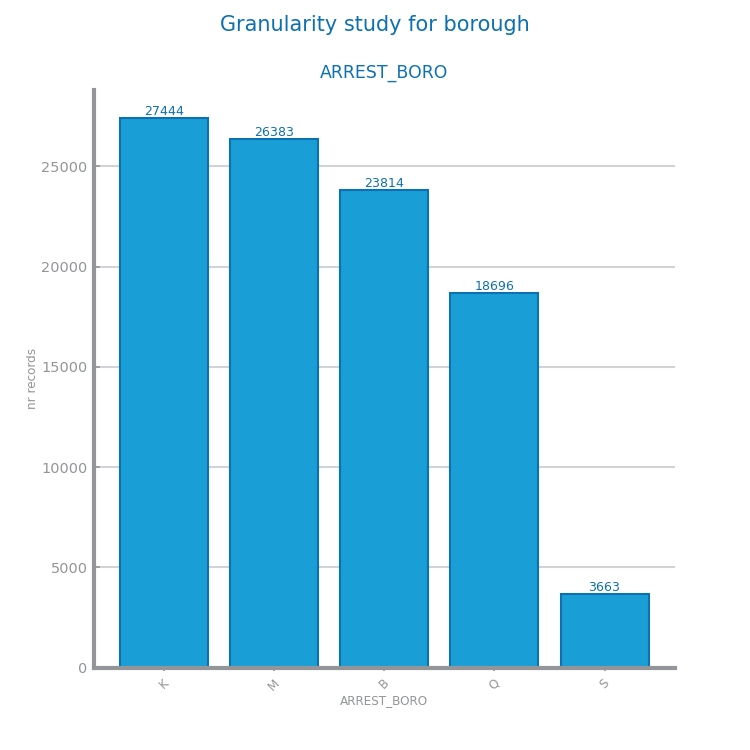 Granularity study for borough
ARREST_BORO
27444
26383
23814
18696
3663
25000
20000
15000
10000
5000
0
nr records
K
M
B
Q
S
ARREST_BORO